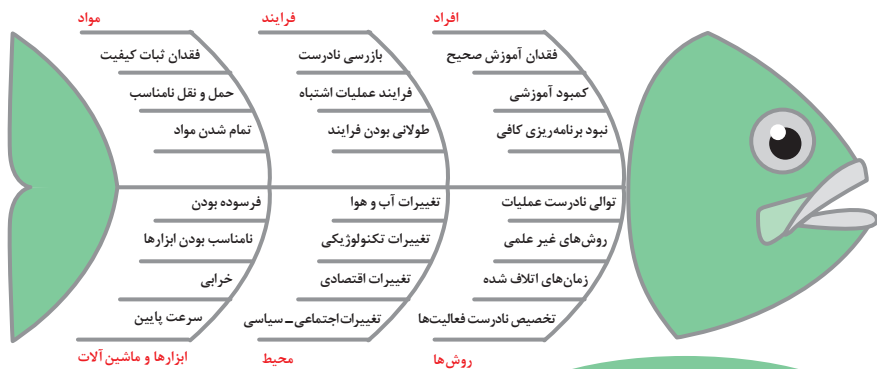 افراد
فرایند
مواد
فقدان آموزش صحیح
بازرسی نادرست
فقدان ثبات کیفیت
کمبود آموزشی
فرایند عملیات اشتباه
حمل و نقل نامناسب
نبود برنامه‌ریزی کافی
طولانی بودن فرایند
تمام شدن مواد
توالی نادرست عملیات
تغییرات آب و هوا
فرسوده بودن
روش‌های غیر علمی
تغییرات تکنولوژیکی
نامناسب بودن ابزارها
زمان‌های اتلاف شده
تغییرات اقتصادی
خرابی
تخصیص نادرست فعالیت‌ها
تغییرات اجتماعی ـ سیاسی
سرعت پایین
روش‌ها
محیط
ابزارها و ماشین آلات